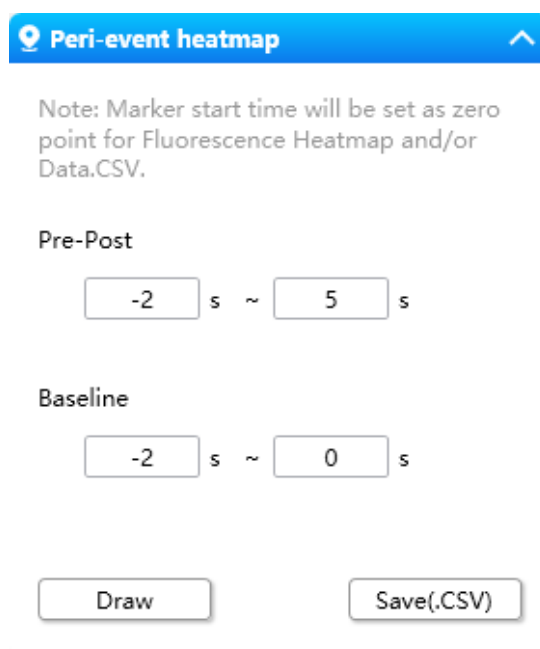 Peri-event heatmap
Note: Marker start time will be set as zero
point for Fluorescence Heatmap and/or
Data.CSV.
Pre-Post
-2 s ~ 5 s
Baseline
-2 s ~ 0 s
Draw Save(.CSV)